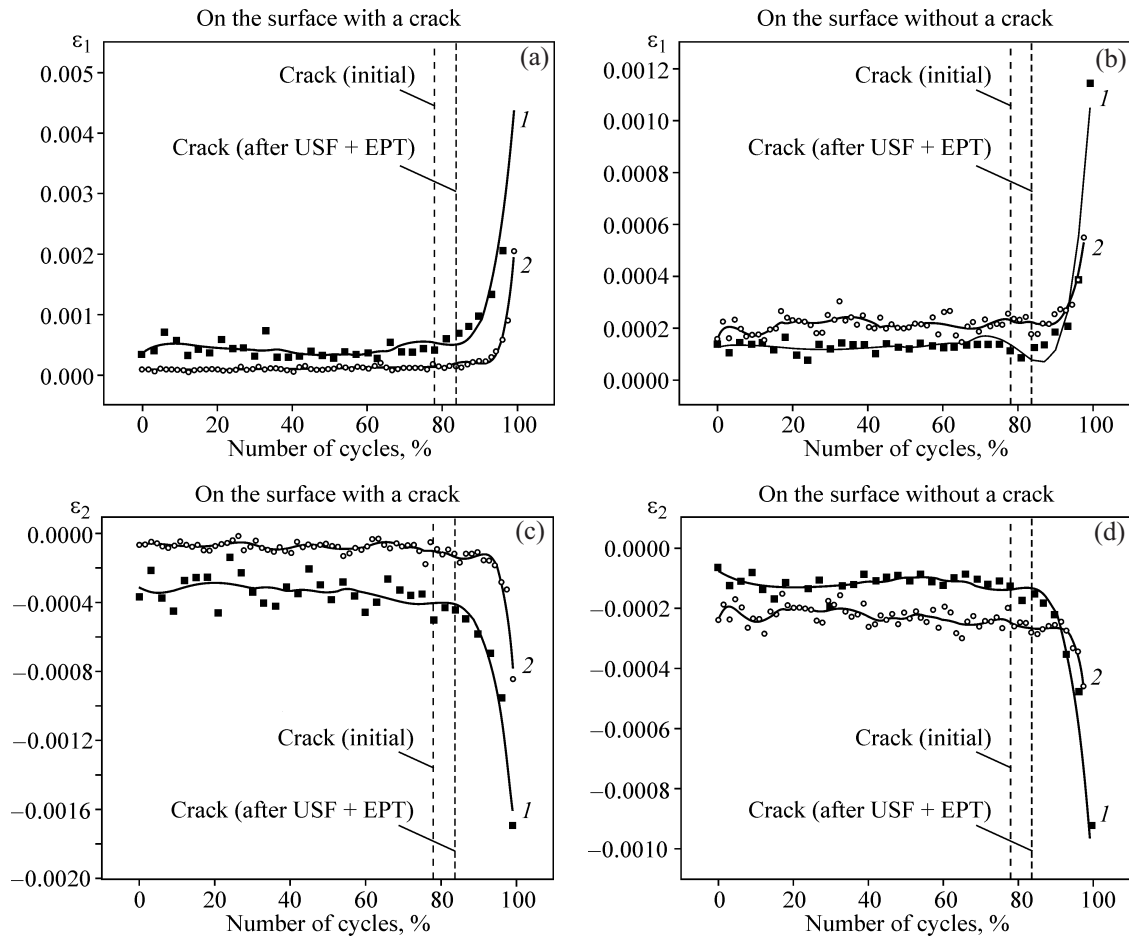 On the surface with a crack
ε1
(a)
0.005
0.004
0.003
0.002
0.001
0.000
Crack (initial)
Crack (after USF + EPT)
1
2
0 20 40 60 80 100
Number of cycles, %
On the surface without a crack
ε1
(b)
0.0012
0.0010
0.0006
0.0006
0.0004
0.0002
0.0000
Crack (initial)
Crack (after USF + EPT)
1
2
0 20 40 60 80 100
Number of cycles, %
On the surface with a crack
ε2
(c)
0.0000
−0.0004
−0.0008
−0.0012
−0.0016
−0.0020
2
Crack (initial)
Crack (after USF + EPT)
1
0 20 40 60 80 100
Number of cycles, %
On the surface without a crack
ε2
(d)
0.0000
−0.0002
−0.0004
−0.0006
−0.0008
−0.0010
2
Crack (initial)
Crack (after USF + EPT)
1
0 20 40 60 80 100
Number of cycles, %